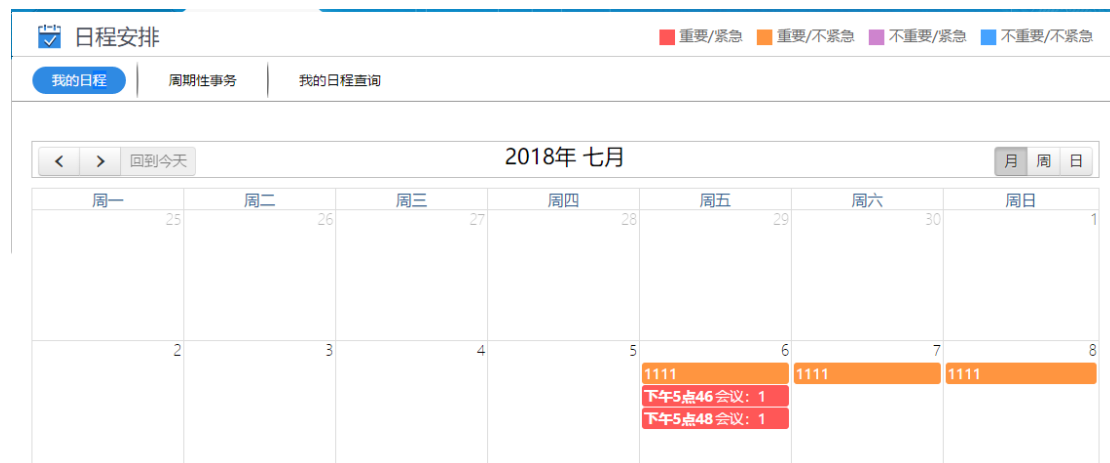 日程安排 重要/紧急 重要/不紧急 不重要/紧急 不重要/不紧急
我的日程 周期性事务 我的日程查询
回到今天 2018年 七月 月 周 日
周一 周二 周三 周四 周五 周六 周日
25 26 27 28 29 30 1
2 3 4 5 6 7 8
1111 1111 1111
下午5点46 会议：1
下午5点48 会议：1